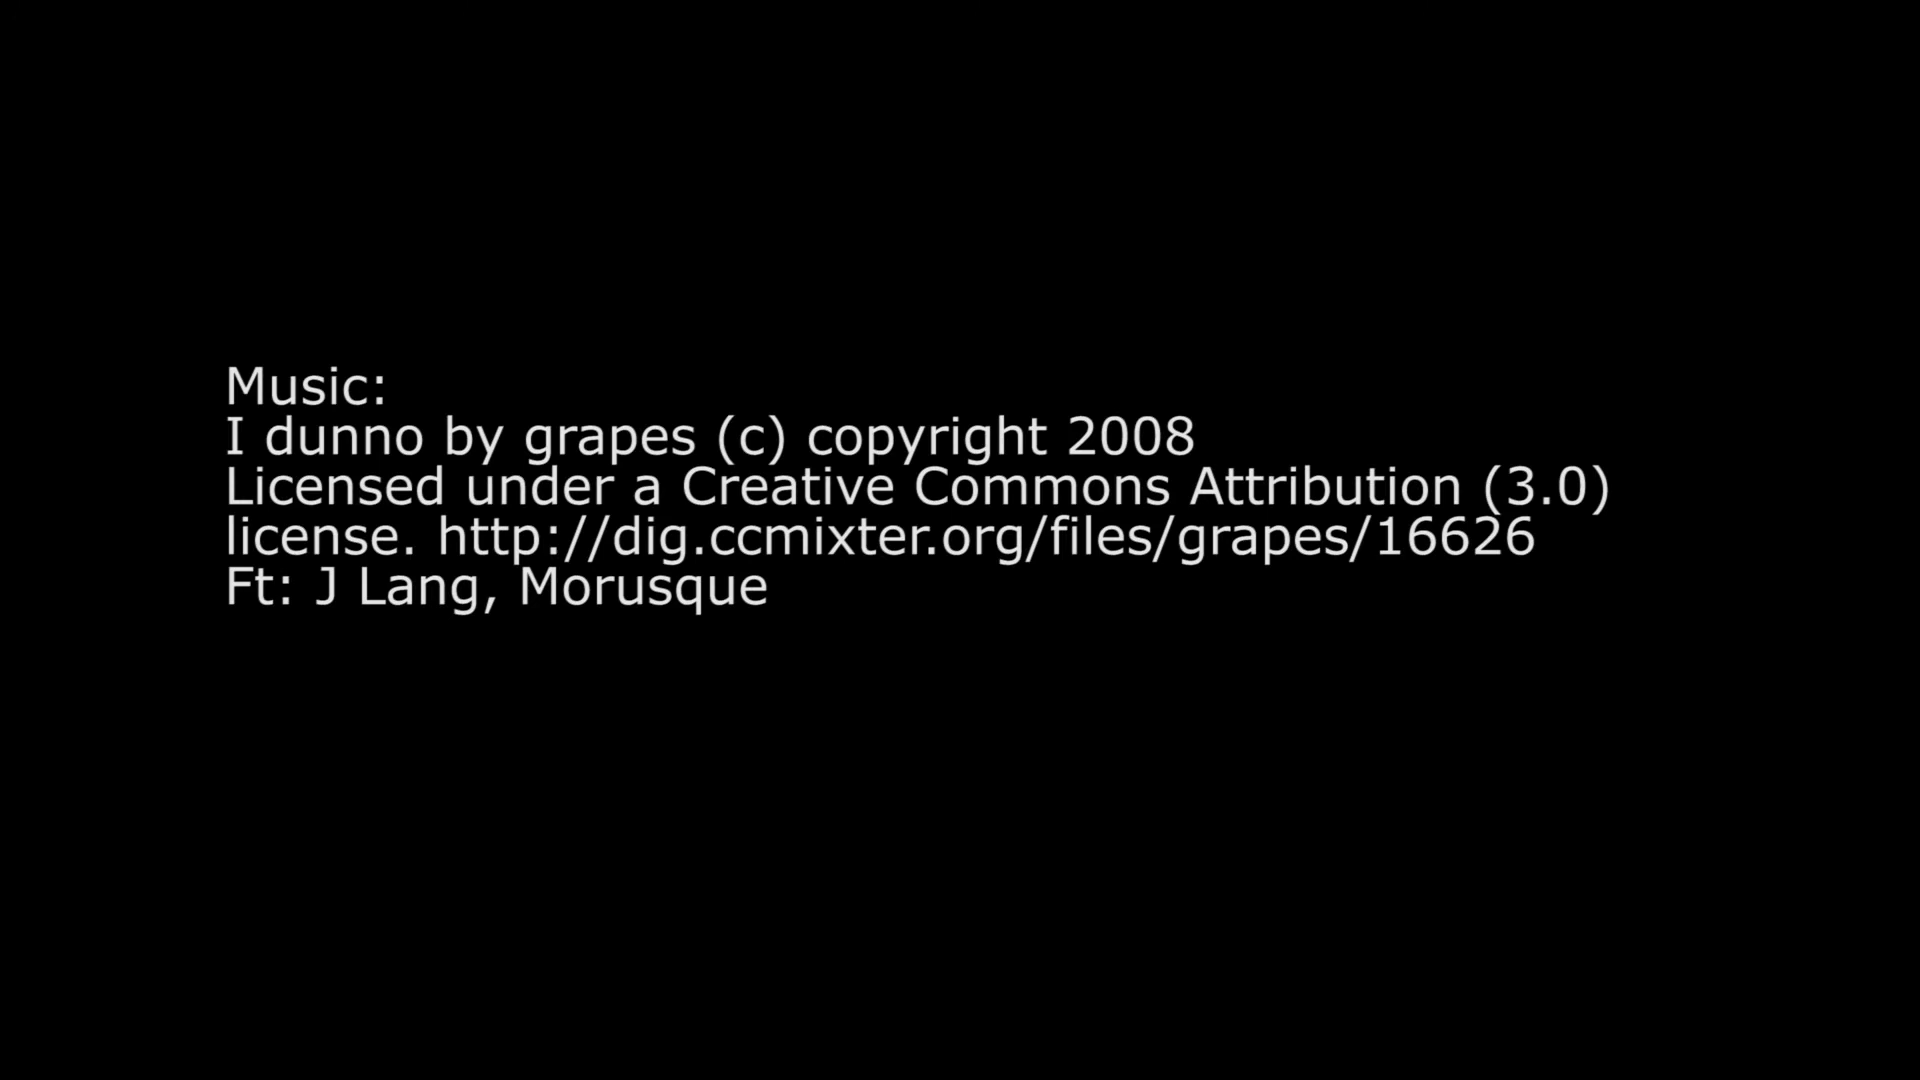 Music:
I dunno by grapes (c) copyright 2008
Licensed under a Creative Commons Attribution (3.0)
license. http://dig.ccmixter.org/files/grapes/16626
Ft: J Lang, Morusque